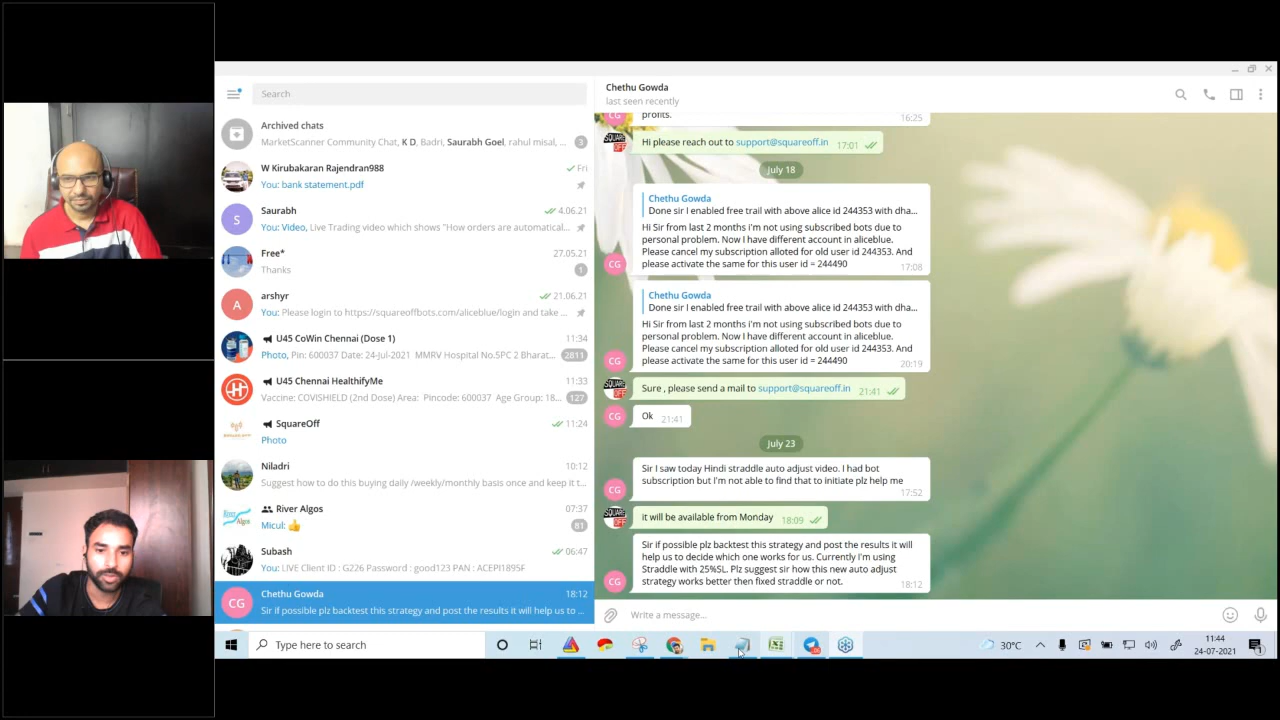 Search
Archived chats
MarketScanner Community Chat, K D, Badri, Saurabh Goel, rahul misal, ...
3
W Kirubakaran Rajendran988
Fri
You: bank statement.pdf
S
Saurabh
4.06.21
You: Video, Live Trading video which shows "How orders are automatical...
Free*
27.05.21
Thanks
1
A
arshyr
21.06.21
You: Please login to https://squareoffbots.com/aliceblue/login and take ...
U45 CoWin Chennai (Dose 1)
11:34
Photo, Pin: 600037 Date: 24-Jul-2021 MMRV Hospital No.5PC 2 Bharat...
2811
U45 Chennai HealthifyMe
11:33
Vaccine: COVISHIELD (2nd Dose) Area: Pincode: 600037 Age Group: 18...
127
SquareOff
11:24
Photo
Niladri
10:12
Suggest how to do this buying daily /weekly/monthly basis once and keep it t...
River Algos
07:37
Micul: 👍
81
Subash
06:47
You: LIVE Client ID : G226 Password : good123 PAN : ACEPI1895F
CG
Chethu Gowda
18:12
Sir if possible plz backtest this strategy and post the results it will help us to ...
Chethu Gowda
last seen recently
CG
profits.
16:25
SQUARE OFF
Hi please reach out to support@squareoff.in
17:01
July 18
Chethu Gowda
Done sir I enabled free trail with above alice id 244353 with dha...
Hi Sir from last 2 months i'm not using subscribed bots due to
personal problem. Now I have different account in aliceblue.
Please cancel my subscription alloted for old user id 244353. And
please activate the same for this user id = 244490
17:08
CG
Chethu Gowda
Done sir I enabled free trail with above alice id 244353 with dha...
Hi Sir from last 2 months i'm not using subscribed bots due to
personal problem. Now I have different account in aliceblue.
Please cancel my subscription alloted for old user id 244353. And
please activate the same for this user id = 244490
20:19
CG
SQUARE OFF
Sure , please send a mail to support@squareoff.in
21:41
CG
Ok
21:41
July 23
Sir I saw today Hindi straddle auto adjust video. I had bot
subscription but I'm not able to find that to initiate plz help me
17:52
CG
SQUARE OFF
it will be available from Monday
18:09
Sir if possible plz backtest this strategy and post the results it will
help us to decide which one works for us. Currently I'm using
Straddle with 25%SL. Plz suggest sir how this new auto adjust
strategy works better then fixed straddle or not.
18:12
CG
Write a message...
Type here to search
30°C
11:44
24-07-2021
1